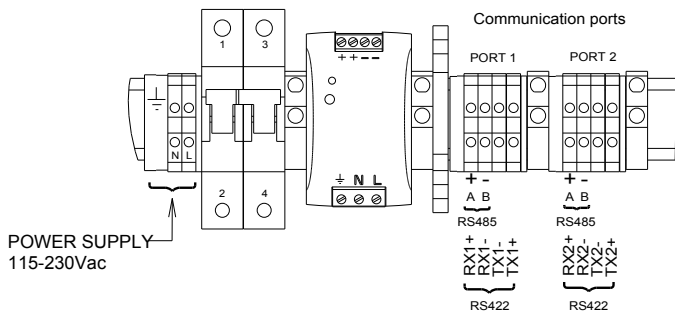 Communication ports
1 3
PORT 1 PORT 2
+ + - -
N L
N L
+ - + -
2 4
A B A B
RS485 RS485
POWER SUPPLY
115-230Vac
RX1+
RX1-
TX1-
TX1+
RX2+
RX2-
TX2-
TX2+
RS422 RS422